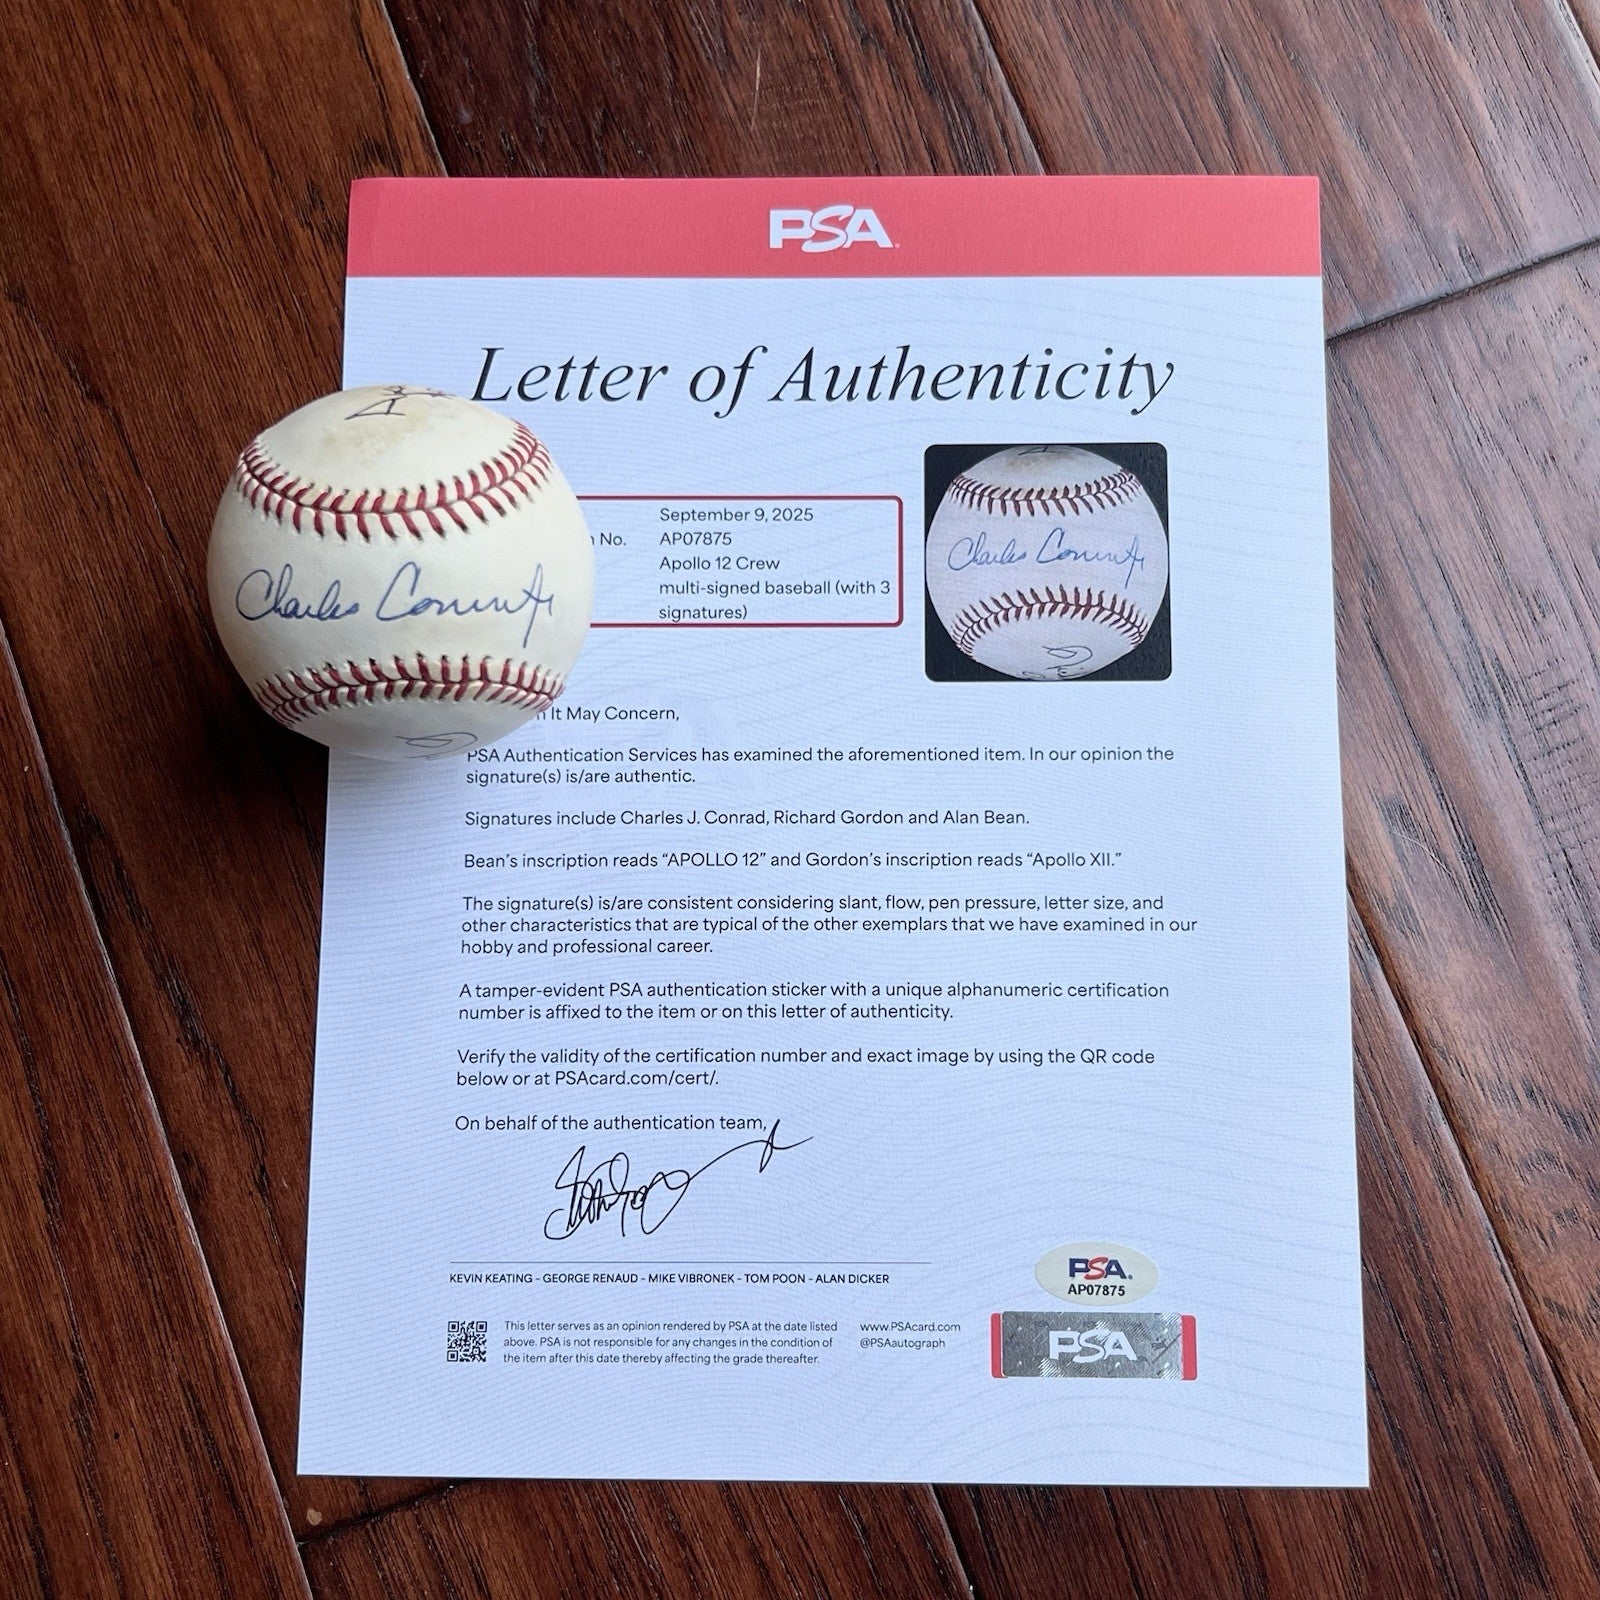 PSA
Letter of Authenticity
September 9, 2025
No. AP07875
Apollo 12 Crew
multi-signed baseball (with 3
signatures)
Charles Conrad Jr
Charles Conrad Jr
It May Concern,
PSA Authentication Services has examined the aforementioned item. In our opinion the
signature(s) is/are authentic.
Signatures include Charles J. Conrad, Richard Gordon and Alan Bean.
Bean's inscription reads “APOLLO 12” and Gordon's inscription reads “Apollo XII.”
The signature(s) is/are consistent considering slant, flow, pen pressure, letter size, and
other characteristics that are typical of the other exemplars that we have examined in our
hobby and professional career.
A tamper-evident PSA authentication sticker with a unique alphanumeric certification
number is affixed to the item or on this letter of authenticity.
Verify the validity of the certification number and exact image by using the QR code
below or at PSAcard.com/cert/.
On behalf of the authentication team,
KEVIN KEATING - GEORGE RENAUD - MIKE VIBRONEK - TOM POON - ALAN DICKER
PSA
AP07875
This letter serves as an opinion rendered by PSA at the date listed
above. PSA is not responsible for any changes in the condition of
the item after this date thereby affecting the grade thereafter.
www.PSAcard.com
@PSAautograph
PSA